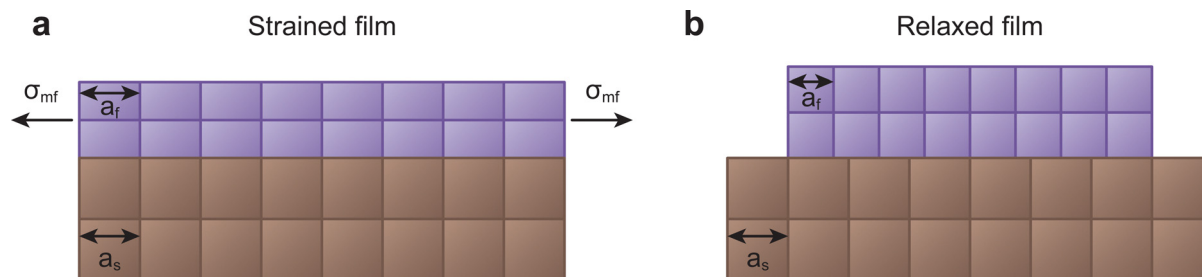 a Strained film
σmf
af
σmf
as
b Relaxed film
af
as